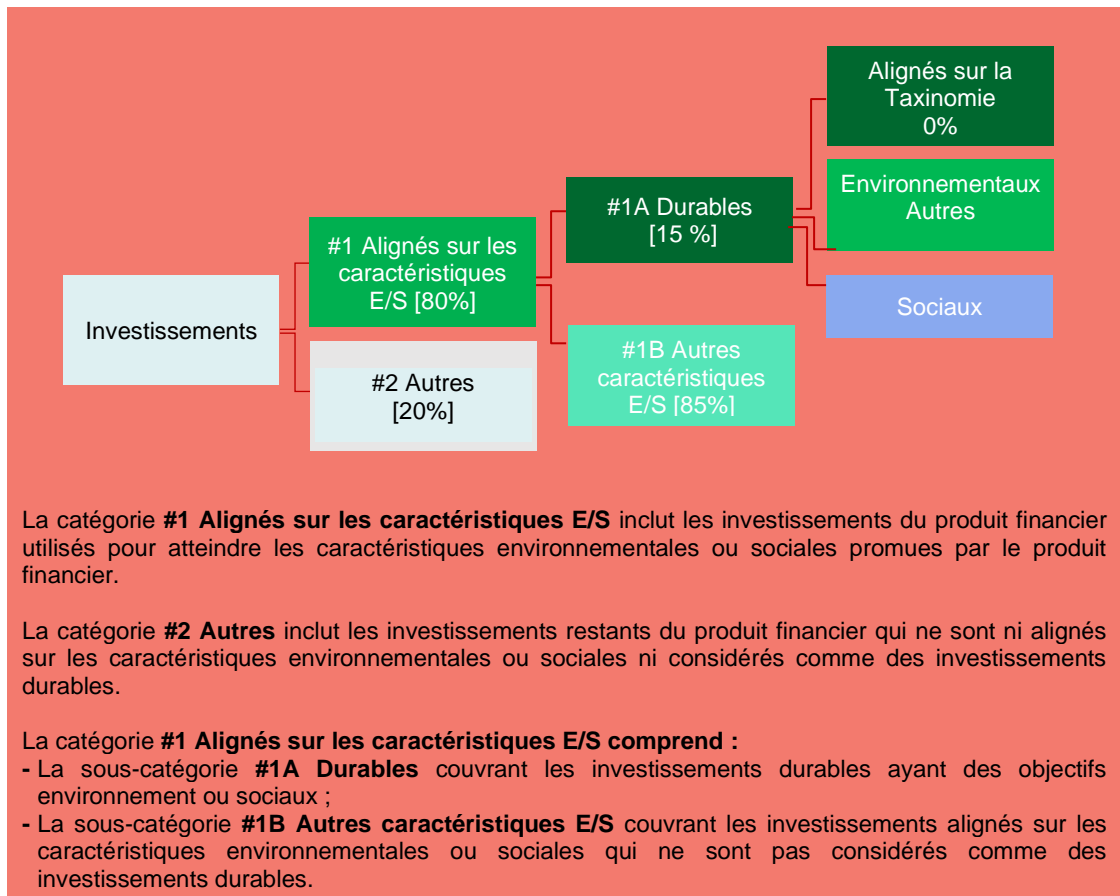 Alignés sur la
Taxinomie
0%
Environnementaux
Autres
#1A Durables
[15 %]
#1 Alignés sur les
caractéristiques
E/S [80%]
Sociaux
Investissements
#1B Autres
caractéristiques
E/S [85%]
#2 Autres
[20%]
La catégorie #1 Alignés sur les caractéristiques E/S inclut les investissements du produit financier
utilisés pour atteindre les caractéristiques environnementales ou sociales promues par le produit
financier.
La catégorie #2 Autres inclut les investissements restants du produit financier qui ne sont ni alignés
sur les caractéristiques environnementales ou sociales ni considérés comme des investissements
durables.
La catégorie #1 Alignés sur les caractéristiques E/S comprend :
- La sous-catégorie #1A Durables couvrant les investissements durables ayant des objectifs
environnement ou sociaux ;
- La sous-catégorie #1B Autres caractéristiques E/S couvrant les investissements alignés sur les
caractéristiques environnementales ou sociales qui ne sont pas considérés comme des
investissements durables.